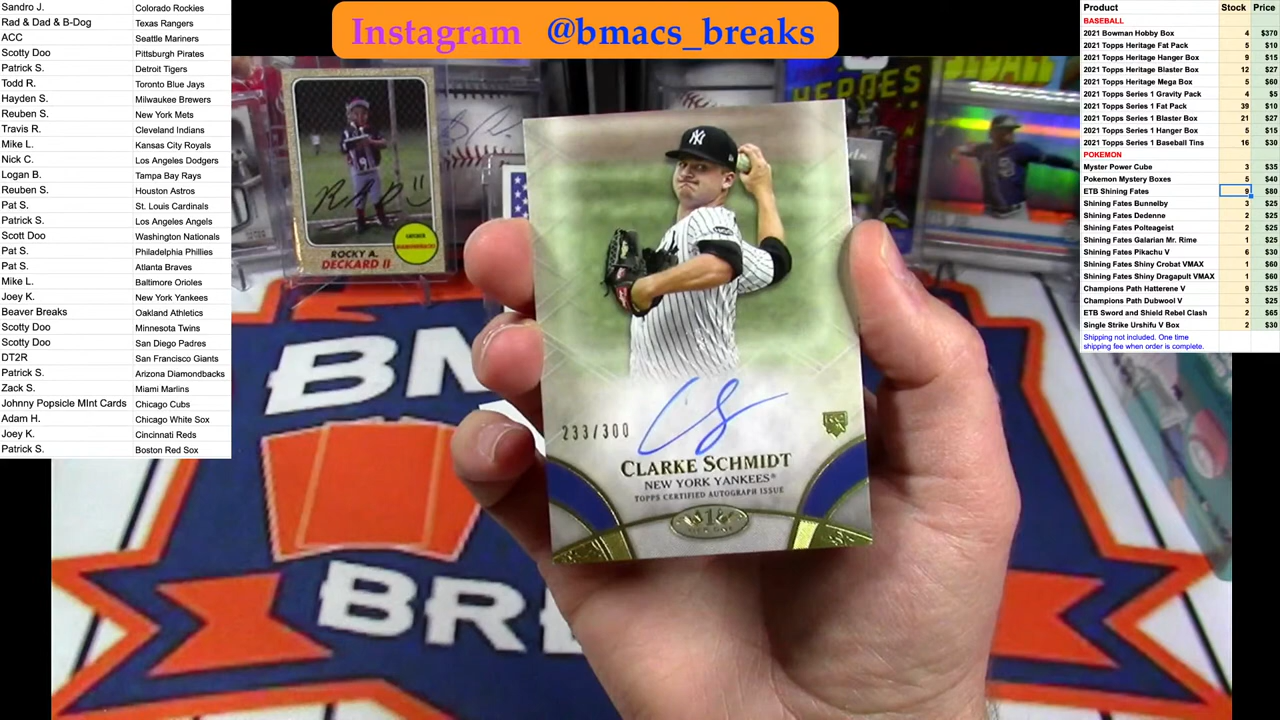 Instagram @bmacs_breaks
Sandro J. Colorado Rockies
Rad & Dad & B-Dog Texas Rangers
ACC Seattle Mariners
Scotty Doo Pittsburgh Pirates
Patrick S. Detroit Tigers
Todd R. Toronto Blue Jays
Hayden S. Milwaukee Brewers
Reuben S. New York Mets
Travis R. Cleveland Indians
Mike L. Kansas City Royals
Nick C. Los Angeles Dodgers
Logan B. Tampa Bay Rays
Reuben S. Houston Astros
Pat S. St. Louis Cardinals
Patrick S. Los Angeles Angels
Scott Doo Washington Nationals
Pat S. Philadelphia Phillies
Pat S. Atlanta Braves
Mike L. Baltimore Orioles
Joey K. New York Yankees
Beaver Breaks Oakland Athletics
Scotty Doo Minnesota Twins
Scotty Doo San Diego Padres
DT2R San Francisco Giants
Patrick S. Arizona Diamondbacks
Zack S. Miami Marlins
Johnny Popsicle MInt Cards Chicago Cubs
Adam H. Chicago White Sox
Joey K. Cincinnati Reds
Patrick S. Boston Red Sox
HEROES
ROCKY A.
DECKARD II
233/300
CLARKE SCHMIDT
NEW YORK YANKEES®
TOPPS CERTIFIED AUTOGRAPH ISSUE
BM
BRE
Product Stock Price
BASEBALL
2021 Bowman Hobby Box 4 $370
2021 Topps Heritage Fat Pack 5 $10
2021 Topps Heritage Hanger Box 9 $15
2021 Topps Heritage Blaster Box 12 $27
2021 Topps Heritage Mega Box 5 $60
2021 Topps Series 1 Gravity Pack 4 $5
2021 Topps Series 1 Fat Pack 39 $10
2021 Topps Series 1 Blaster Box 21 $27
2021 Topps Series 1 Hanger Box 5 $15
2021 Topps Series 1 Baseball Tins 16 $30
POKEMON
Myster Power Cube 3 $35
Pokemon Mystery Boxes 5 $40
ETB Shining Fates 9 $80
Shining Fates Bunnelby 3 $25
Shining Fates Dedenne 2 $25
Shining Fates Polteageist 2 $25
Shining Fates Galarian Mr. Rime 1 $25
Shining Fates Pikachu V 6 $30
Shining Fates Shiny Crobat VMAX 1 $60
Shining Fates Shiny Dragapult VMAX 1 $60
Champions Path Hatterene V 9 $25
Champions Path Dubwool V 3 $25
ETB Sword and Shield Rebel Clash 2 $65
Single Strike Urshifu V Box 2 $30
Shipping not included. One time
shipping fee when order is complete.